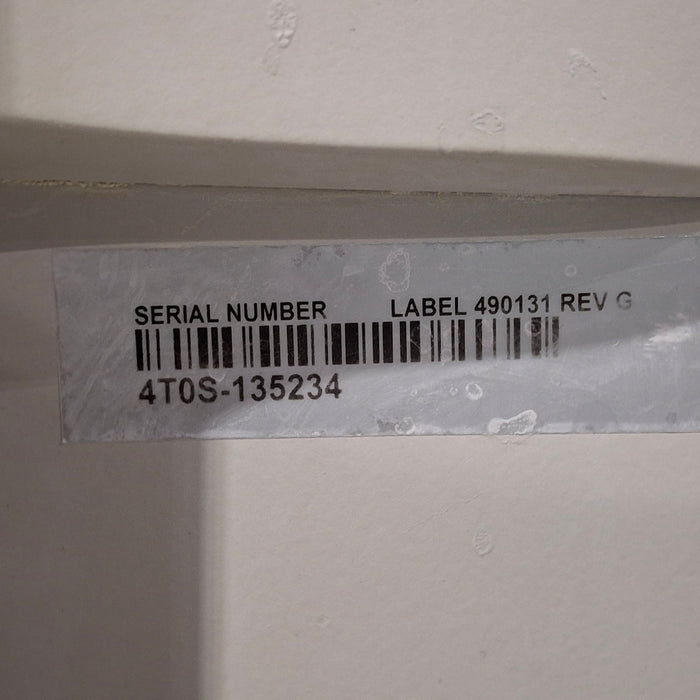 SERIAL NUMBER LABEL 490131 REV G
4T0S-135234